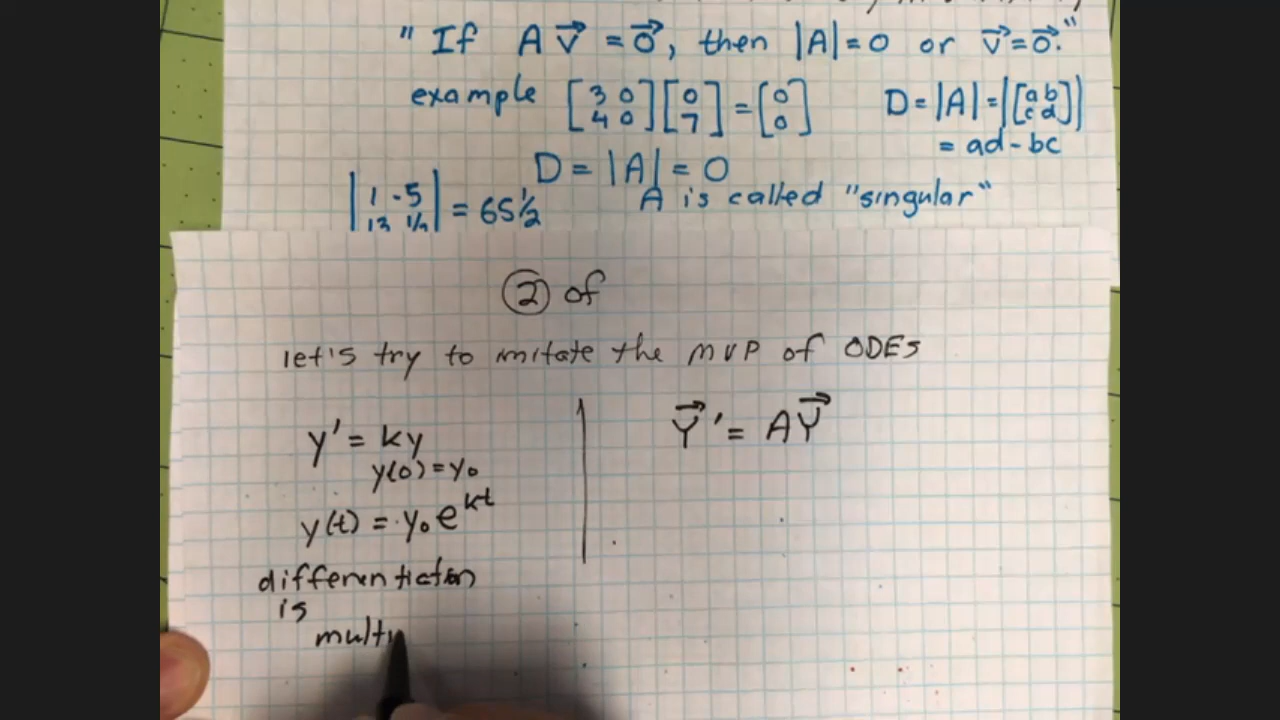 " If A v⃗ = 0⃗, then |A| = 0 or v⃗ = 0⃗."
example [3 0 4 0] [0 7] = [0 0]
D = |A| = |[a b c d]|
= ad - bc
D = |A| = 0
|1 -5 13 1/2| = 65 1/2
A is called "singular"
② of
let's try to imitate the MVP of ODEs
y' = ky
y(0) = y₀
y(t) = y₀ e^kt
differentiation
is
multi
Y⃗' = A Y⃗